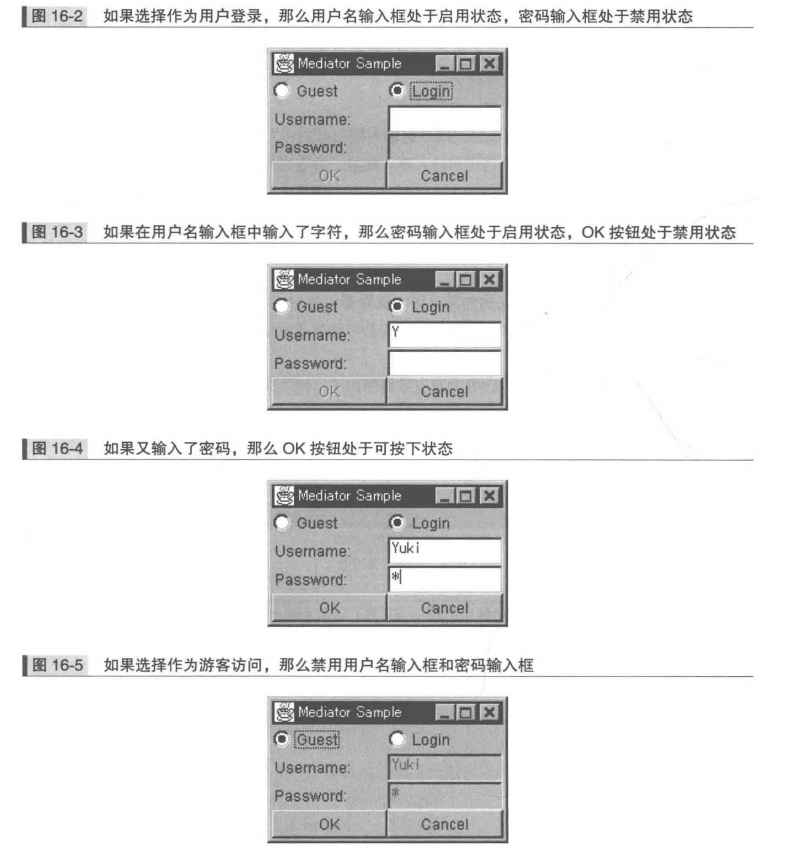 图 16-2 如果选择作为用户登录，那么用户名输入框处于启用状态，密码输入框处于禁用状态
Mediator Sample
Guest Login
Username:
Password:
OK Cancel
图 16-3 如果在用户名输入框中输入了字符，那么密码输入框处于启用状态，OK 按钮处于禁用状态
Mediator Sample
Guest Login
Username: Y
Password:
OK Cancel
图 16-4 如果又输入了密码，那么 OK 按钮处于可按下状态
Mediator Sample
Guest Login
Username: Yuki
Password: *
OK Cancel
图 16-5 如果选择作为游客访问，那么禁用用户名输入框和密码输入框
Mediator Sample
Guest Login
Username: Yuki
Password: *
OK Cancel